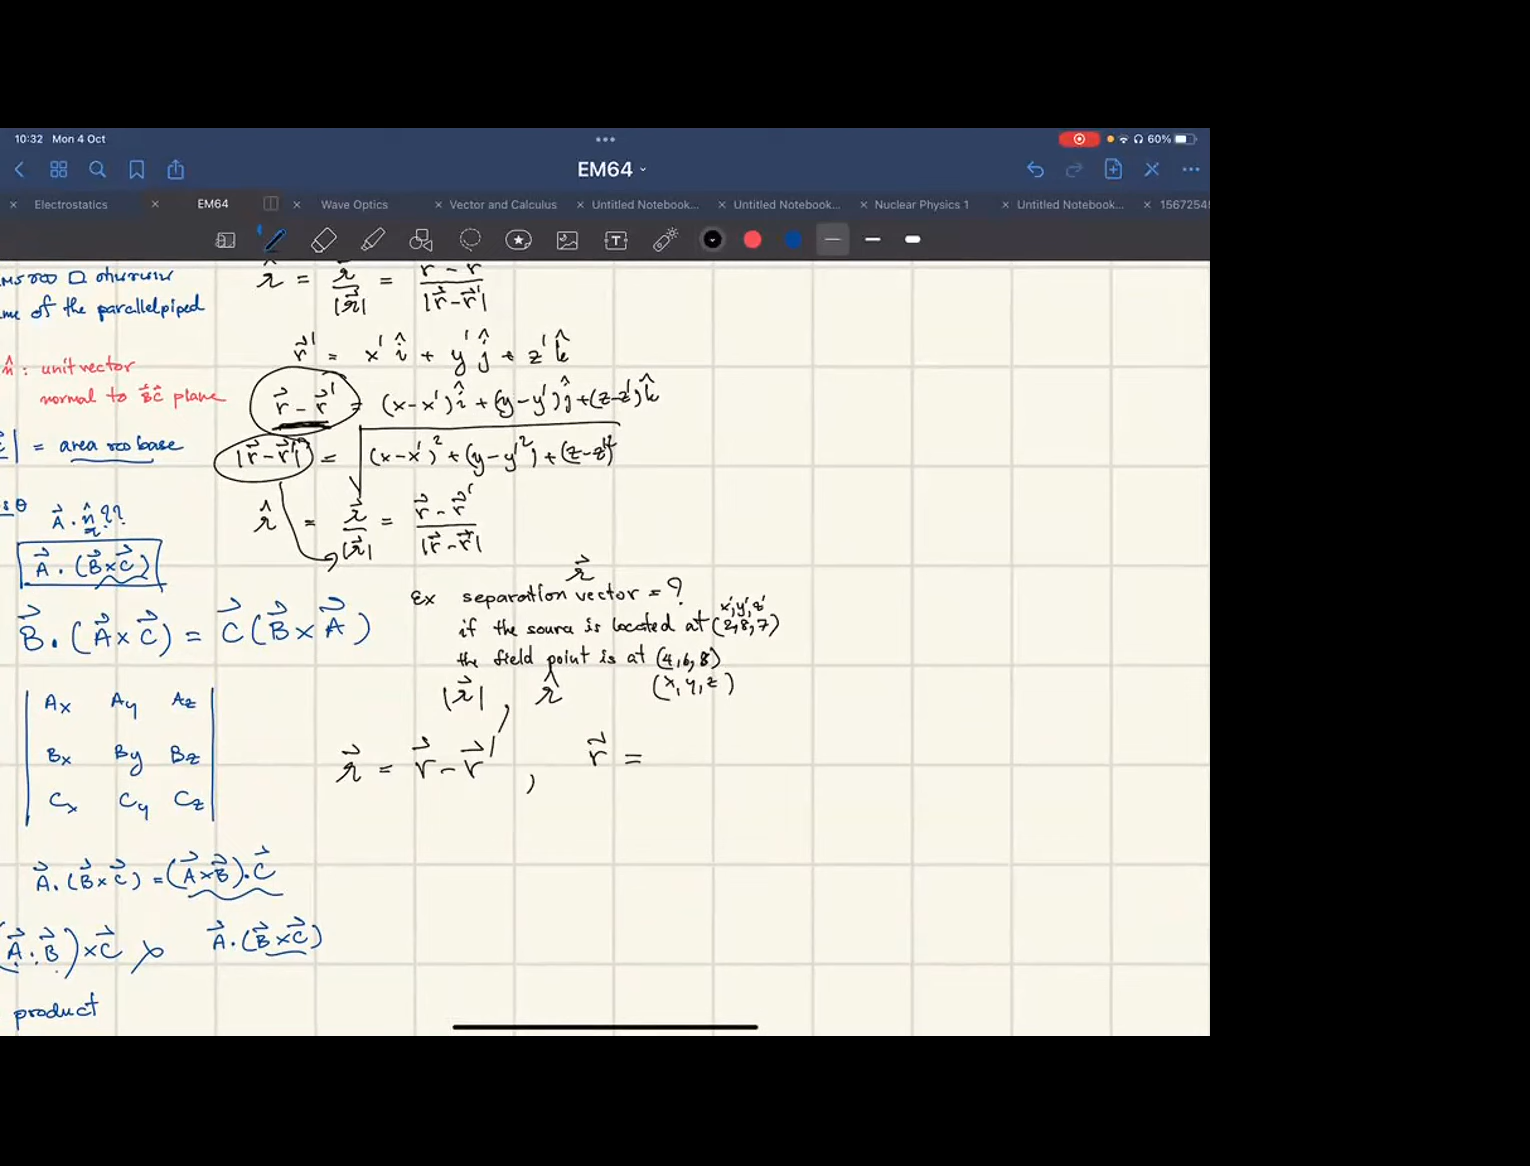 10:32 Mon 4 Oct
60%
EM64
Electrostatics
EM64
Wave Optics
Vector and Calculus
Untitled Notebook...
Untitled Notebook...
Nuclear Physics 1
Untitled Notebook...
1567254
of the parallelpiped
n̂ : unit vector
normal to B⃗C⃗ plane
| = area base
A⃗ · n̂ ??
A⃗ · (B⃗ × C⃗)
B⃗ · (A⃗ × C⃗) = C⃗ (B⃗ × A⃗)
Ax Ay Az
Bx By Bz
Cx Cy Cz
A⃗ · (B⃗ × C⃗) = (A⃗ × B⃗) · C⃗
(A⃗ · B⃗) × C⃗ A⃗ · (B⃗ × C⃗)
product
r̂ = r⃗/|r⃗| = r - r/|r⃗ - r⃗'|
r⃗' = x' î + y' ĵ + z' k̂
r⃗ - r⃗' = (x-x') î + (y-y') ĵ + (z-z') k̂
|r⃗ - r⃗'| = √(x-x')² + (y-y'²) + (z-z')²
r̂ = r⃗/|r⃗| = r⃗ - r⃗'/|r⃗ - r⃗'|
r⃗
Ex separation vector = ?
x', y', z'
if the source is located at (2,8,7)
the field point is at (4,6,8)
|r⃗| , r̂ (x, y, z)
r⃗ = r⃗ - r⃗' , r⃗ =